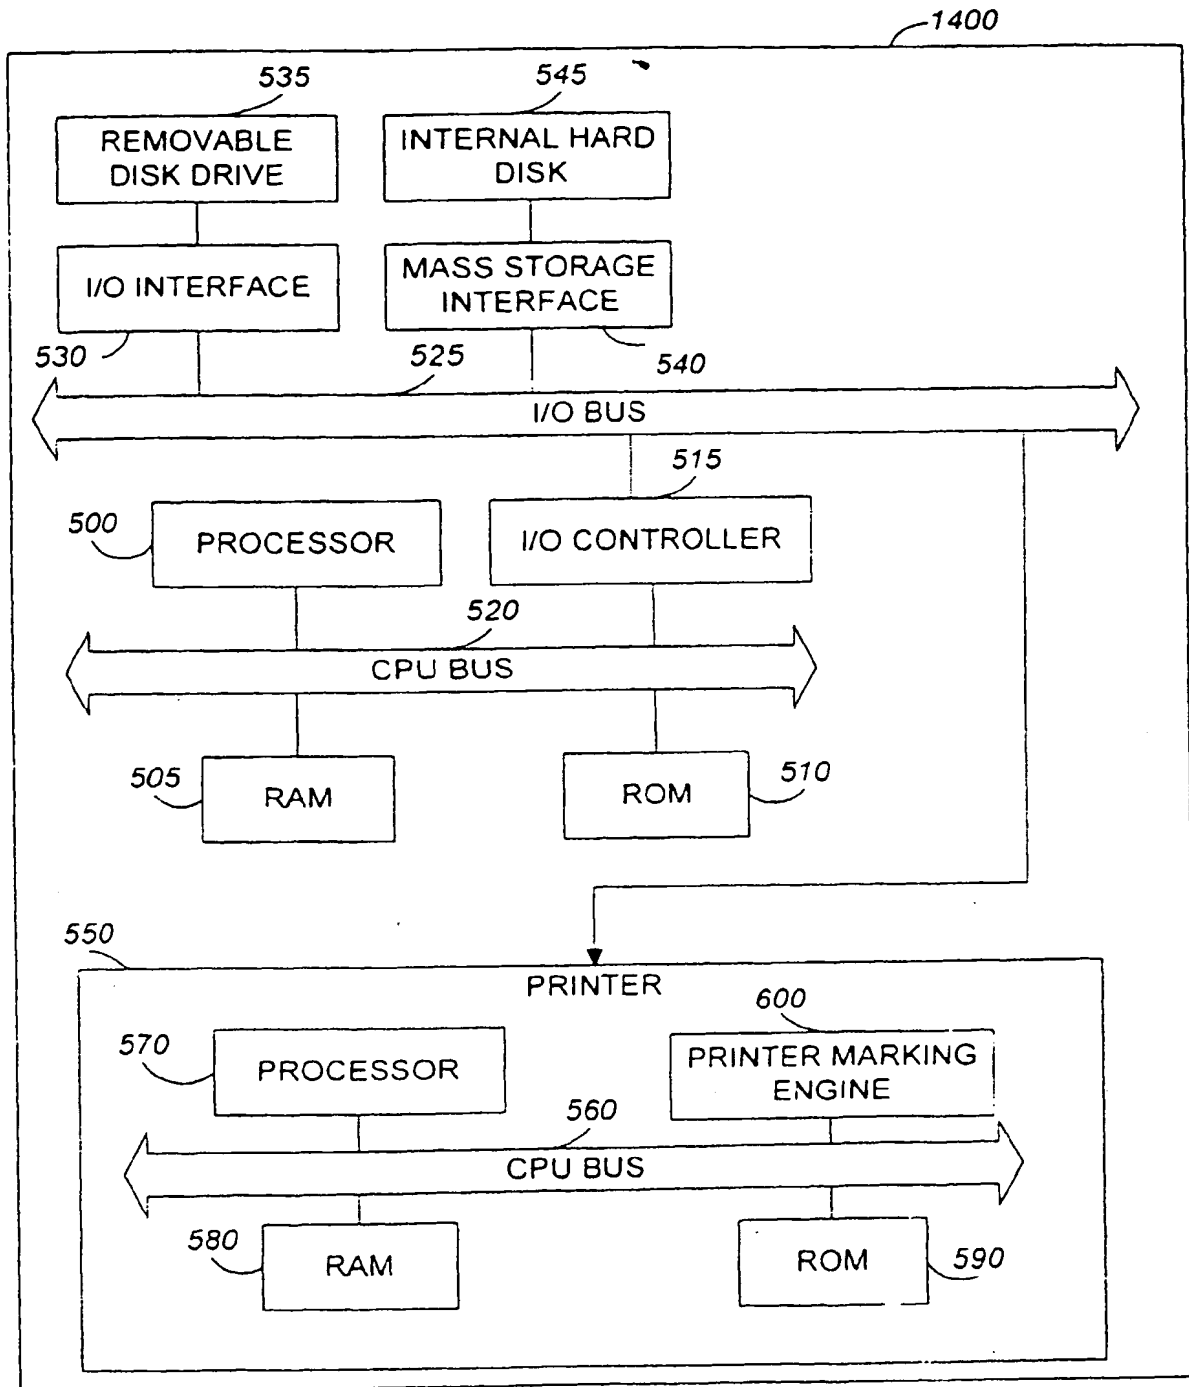 1400
535
545
REMOVABLE
DISK DRIVE
INTERNAL HARD
DISK
I/O INTERFACE
MASS STORAGE
INTERFACE
530
525
540
I/O BUS
515
500
PROCESSOR
I/O CONTROLLER
520
CPU BUS
505
RAM
ROM
510
550
PRINTER
600
570
PROCESSOR
PRINTER MARKING
ENGINE
560
CPU BUS
580
RAM
ROM
590